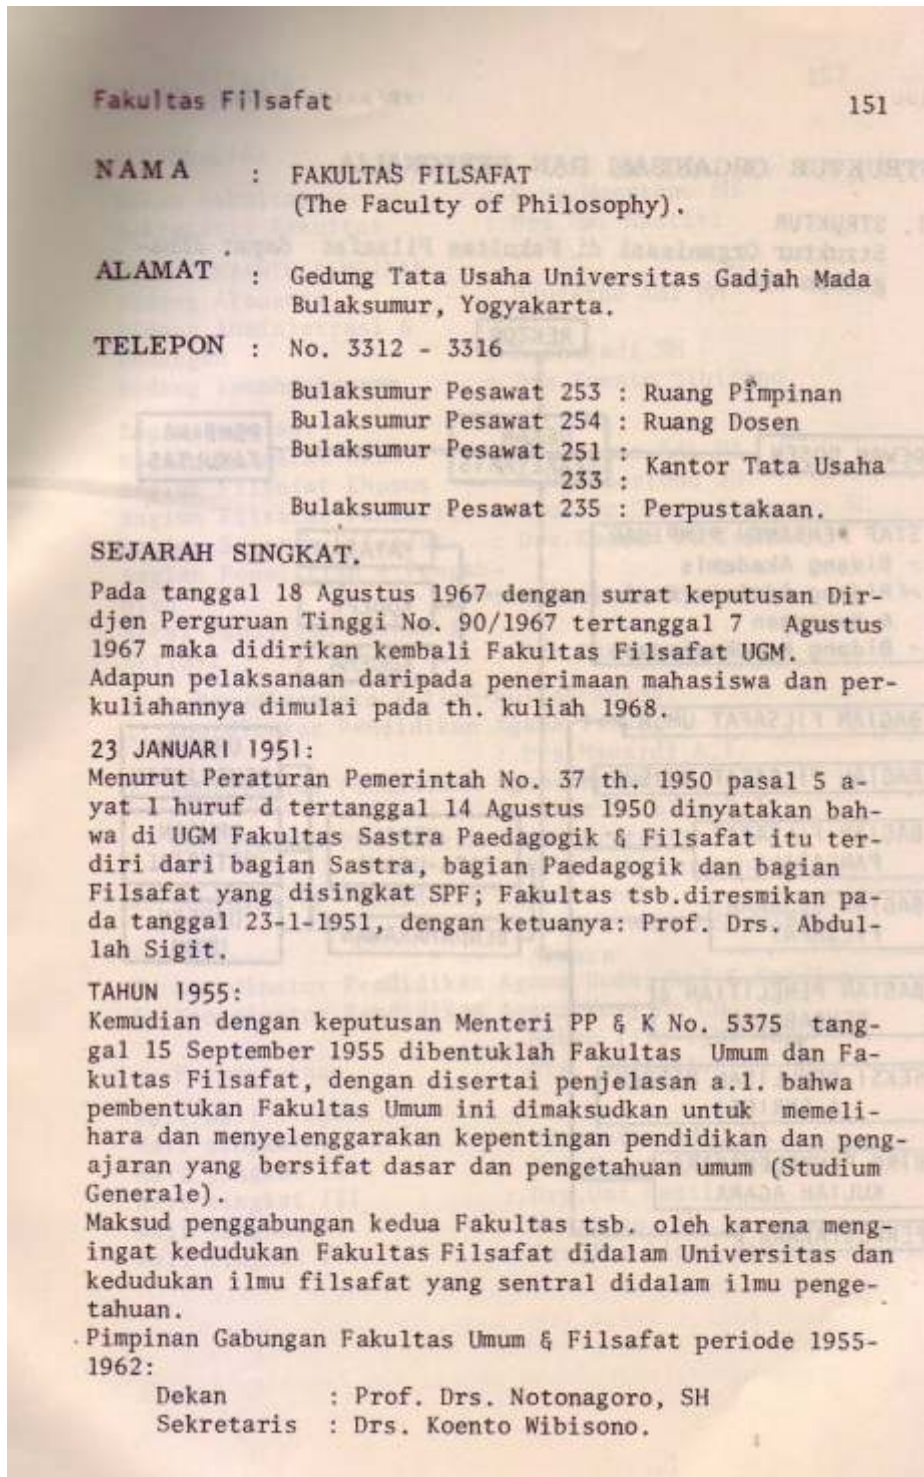 Fakultas Filsafat 151
NAMA : FAKULTAS FILSAFAT
(The Faculty of Philosophy).
ALAMAT : Gedung Tata Usaha Universitas Gadjah Mada
Bulaksumur, Yogyakarta.
TELEPON : No. 3312 - 3316
Bulaksumur Pesawat 253 : Ruang Pimpinan
Bulaksumur Pesawat 254 : Ruang Dosen
Bulaksumur Pesawat 251 :
Kantor Tata Usaha
233 :
Bulaksumur Pesawat 235 : Perpustakaan.
SEJARAH SINGKAT.
Pada tanggal 18 Agustus 1967 dengan surat keputusan Dir-
djen Perguruan Tinggi No. 90/1967 tertanggal 7 Agustus
1967 maka didirikan kembali Fakultas Filsafat UGM.
Adapun pelaksanaan daripada penerimaan mahasiswa dan per-
kuliahannya dimulai pada th. kuliah 1968.
23 JANUARI 1951:
Menurut Peraturan Pemerintah No. 37 th. 1950 pasal 5 a-
yat 1 huruf d tertanggal 14 Agustus 1950 dinyatakan bah-
wa di UGM Fakultas Sastra Paedagogik & Filsafat itu ter-
diri dari bagian Sastra, bagian Paedagogik dan bagian
Filsafat yang disingkat SPF; Fakultas tsb.diresmikan pa-
da tanggal 23-1-1951, dengan ketuanya: Prof. Drs. Abdul-
lah Sigit.
TAHUN 1955:
Kemudian dengan keputusan Menteri PP & K No. 5375 tang-
gal 15 September 1955 dibentuklah Fakultas Umum dan Fa-
kultas Filsafat, dengan disertai penjelasan a.l. bahwa
pembentukan Fakultas Umum ini dimaksudkan untuk memeli-
hara dan menyelenggarakan kepentingan pendidikan dan peng-
ajaran yang bersifat dasar dan pengetahuan umum (Studium
Generale).
Maksud penggabungan kedua Fakultas tsb. oleh karena meng-
ingat kedudukan Fakultas Filsafat didalam Universitas dan
kedudukan ilmu filsafat yang sentral didalam ilmu penge-
tahuan.
Pimpinan Gabungan Fakultas Umum & Filsafat periode 1955-
1962:
Dekan : Prof. Drs. Notonagoro, SH
Sekretaris : Drs. Koento Wibisono.